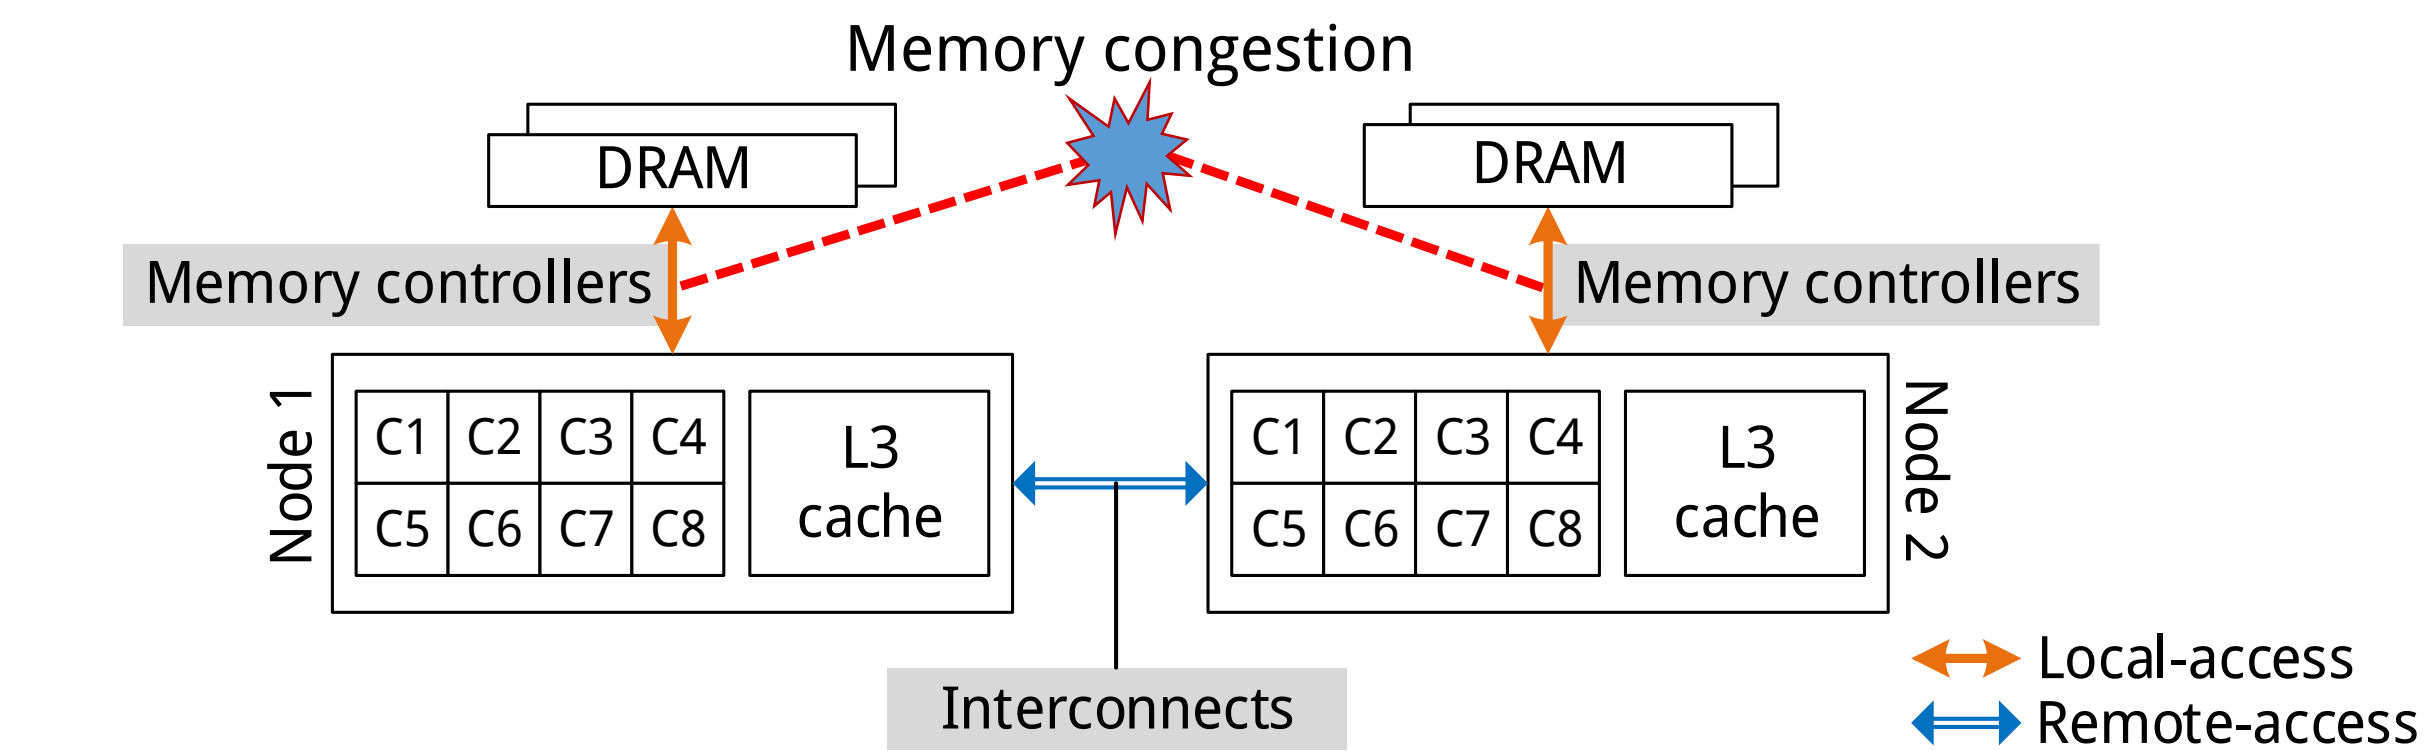 Memory congestion
DRAM
DRAM
Memory controllers
Memory controllers
Node 1
C1 C2 C3 C4
C5 C6 C7 C8
L3
cache
C1 C2 C3 C4
C5 C6 C7 C8
L3
cache
Node 2
Interconnects
Local-access
Remote-access